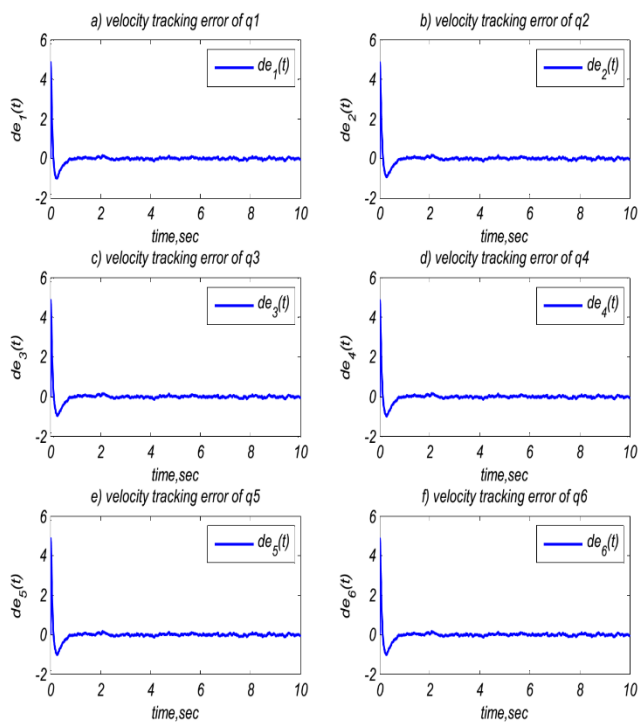 a) velocity tracking error of q1
6
4
2
0
-2
de1(t)
de1(t)
0 2 4 6 8 10
time,sec
b) velocity tracking error of q2
6
4
2
0
-2
de2(t)
de2(t)
0 2 4 6 8 10
time,sec
c) velocity tracking error of q3
6
4
2
0
-2
de3(t)
de3(t)
0 2 4 6 8 10
time,sec
d) velocity tracking error of q4
6
4
2
0
-2
de4(t)
de4(t)
0 2 4 6 8 10
time,sec
e) velocity tracking error of q5
6
4
2
0
-2
de5(t)
de5(t)
0 2 4 6 8 10
time,sec
f) velocity tracking error of q6
6
4
2
0
-2
de6(t)
de6(t)
0 2 4 6 8 10
time,sec